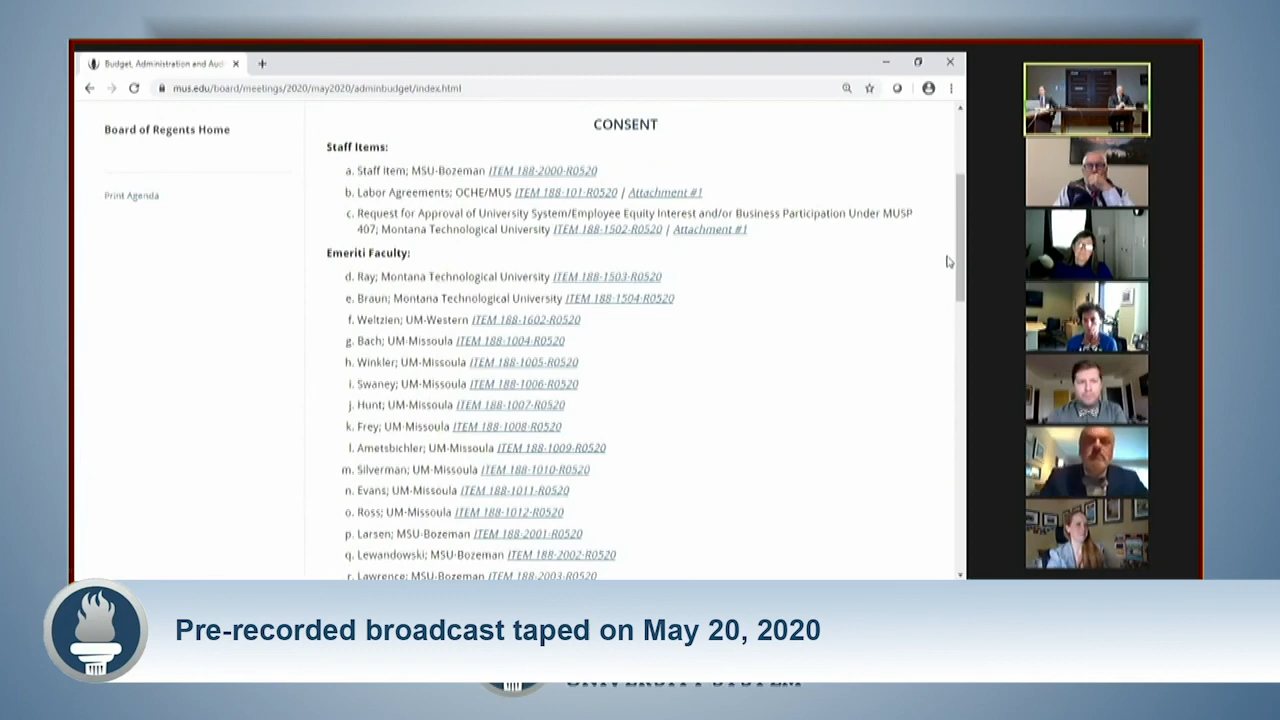 Budget, Administration and Aud
mus.edu/board/meetings/2020/may2020/adminbudget/index.html
Board of Regents Home
Print Agenda
CONSENT
Staff Items:
a. Staff Item; MSU-Bozeman ITEM 188-2000-R0520
b. Labor Agreements; OCHE/MUS ITEM 188-101-R0520 | Attachment #1
c. Request for Approval of University System/Employee Equity Interest and/or Business Participation Under MUSP
407; Montana Technological University ITEM 188-1502-R0520 | Attachment #1
Emeriti Faculty:
d. Ray; Montana Technological University ITEM 188-1503-R0520
e. Braun; Montana Technological University ITEM 188-1504-R0520
f. Weltzien; UM-Western ITEM 188-1602-R0520
g. Bach; UM-Missoula ITEM 188-1004-R0520
h. Winkler; UM-Missoula ITEM 188-1005-R0520
i. Swaney; UM-Missoula ITEM 188-1006-R0520
j. Hunt; UM-Missoula ITEM 188-1007-R0520
k. Frey; UM-Missoula ITEM 188-1008-R0520
l. Ametsbichler; UM-Missoula ITEM 188-1009-R0520
m. Silverman; UM-Missoula ITEM 188-1010-R0520
n. Evans; UM-Missoula ITEM 188-1011-R0520
o. Ross; UM-Missoula ITEM 188-1012-R0520
p. Larsen; MSU-Bozeman ITEM 188-2001-R0520
q. Lewandowski; MSU-Bozeman ITEM 188-2002-R0520
r. Lawrence; MSU-Bozeman ITEM 188-2003-R0520
Pre-recorded broadcast taped on May 20, 2020
UNIVERSITY SYSTEM